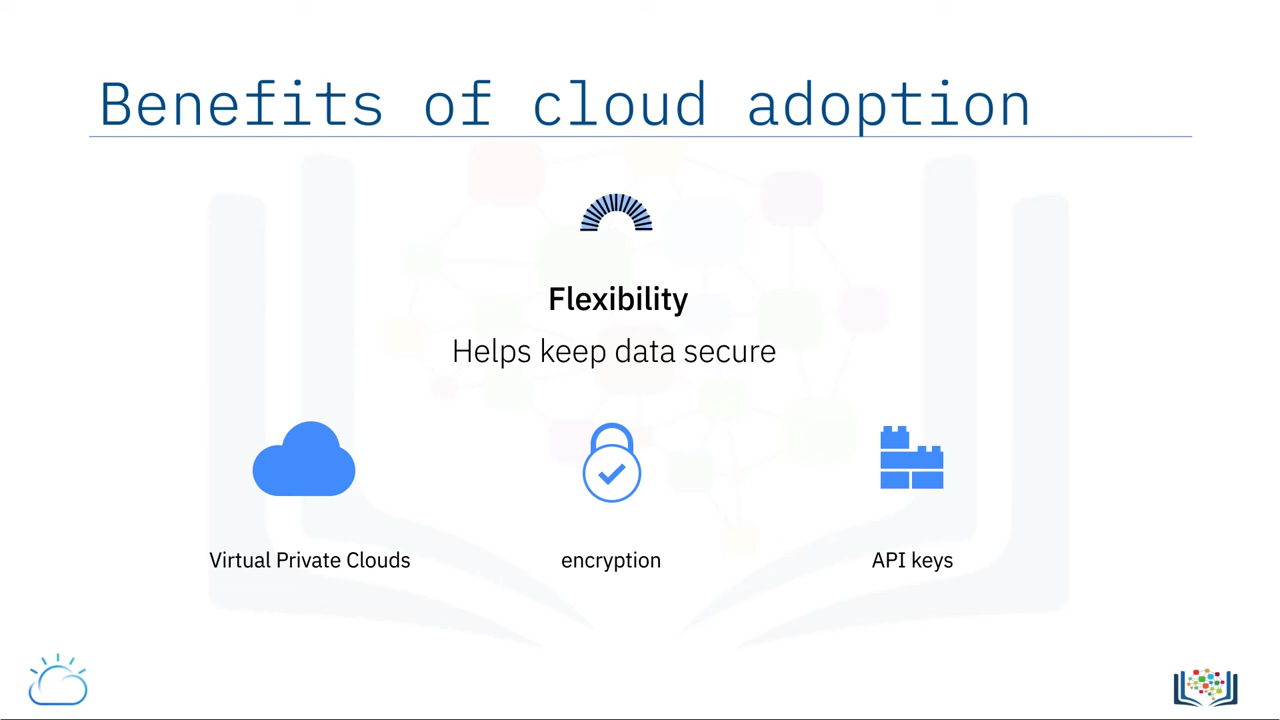 Benefits of cloud adoption
Flexibility
Helps keep data secure
Virtual Private Clouds
encryption
API keys